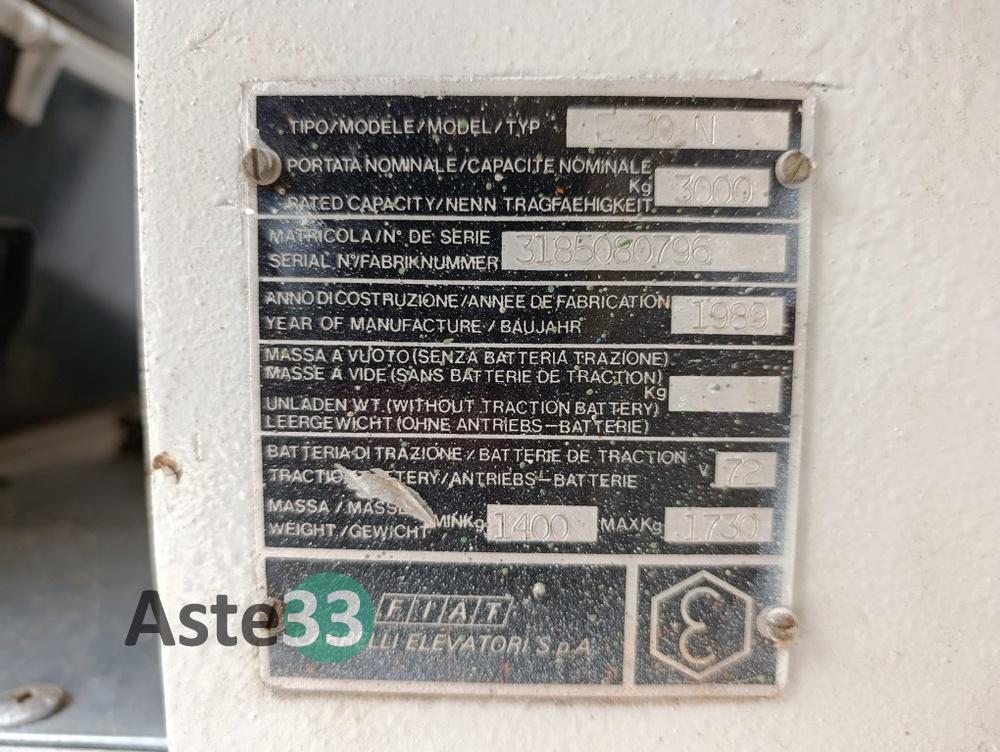 TIPO/MODELE/MODEL/TYP E 30 N
PORTATA NOMINALE/CAPACITE NOMINALE
Kg 3000
RATED CAPACITY/NENN TRAGFAEHIGKEIT
MATRICOLA/N° DE SERIE
SERIAL N°/FABRIKNUMMER 3185080796
ANNO DI COSTRUZIONE/ANNEE DE FABRICATION
YEAR OF MANUFACTURE/BAUJAHR 1989
MASSA A VUOTO (SENZA BATTERIA TRAZIONE)
MASSE A VIDE (SANS BATTERIE DE TRACTION)
Kg
UNLADEN WT. (WITHOUT TRACTION BATTERY)
LEERGEWICHT (OHNE ANTRIEBS-BATTERIE)
BATTERIA DI TRAZIONE/BATTERIE DE TRACTION
V 72
TRACTION BATTERY/ANTRIEBS-BATTERIE
MASSA/MASSE
WEIGHT/GEWICHT MIN Kg 1400 MAX Kg 1730
FIAT
ELEVATORI S.p.A.
Aste33